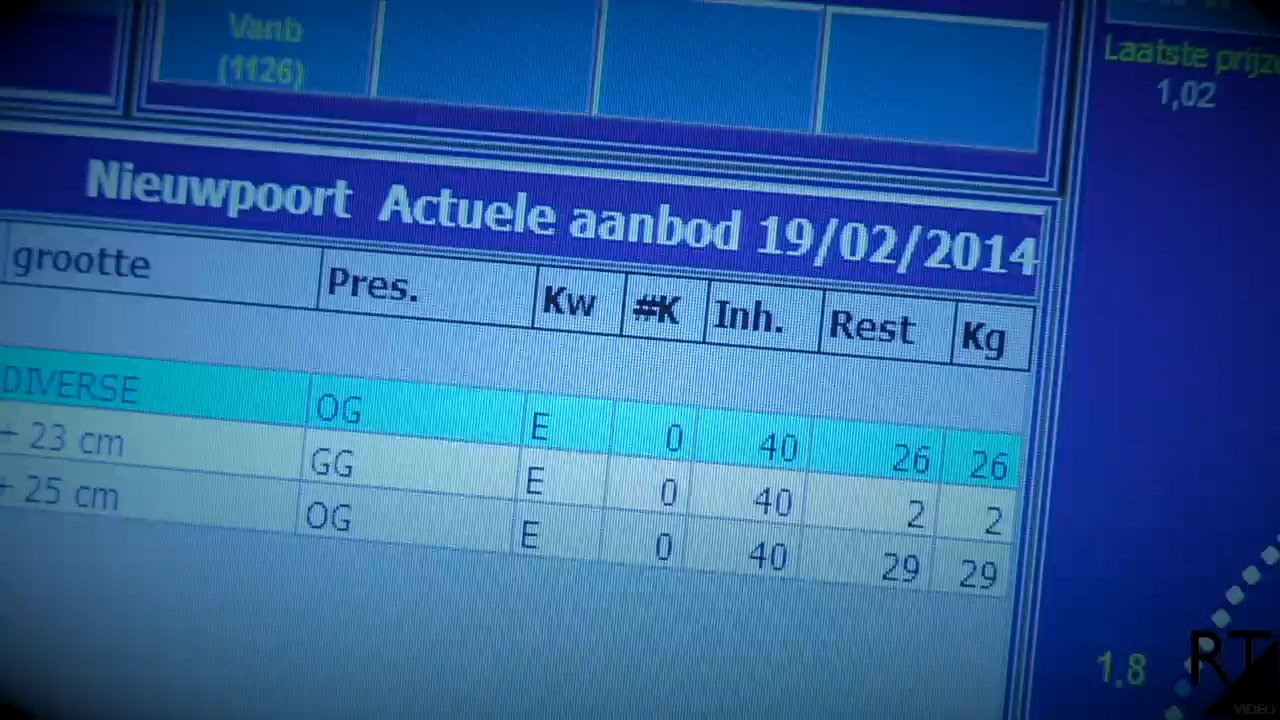 Vanb
(1126)
Laatste
1,02
Nieuwpoort Actuele aanbod 19/02/2014
grootte Pres. Kw #K Inh. Rest Kg
DIVERSE OG E 0 40 26 26
+ 23 cm GG E 0 40 2 2
+ 25 cm OG E 0 40 29 29
1.8
RT
VIDEO